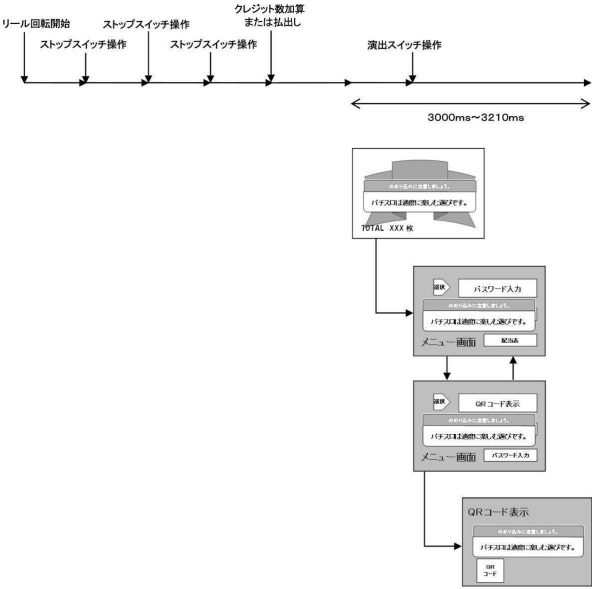 クレジット数加算
または払出し
リール回転開始
ストップスイッチ操作
ストップスイッチ操作
ストップスイッチ操作
演出スイッチ操作
3000ms～3210ms
のめり込みに注意しましょう。
パチスロは適度に楽しむ遊びです。
TOTAL XXX 枚
選択
パスワード入力
のめり込みに注意しましょう。
パチスロは適度に楽しむ遊びです。
メニュー画面
配当表
選択
QRコード表示
のめり込みに注意しましょう。
パチスロは適度に楽しむ遊びです。
メニュー画面
パスワード入力
QRコード表示
のめり込みに注意しましょう。
パチスロは適度に楽しむ遊びです。
QR
コード